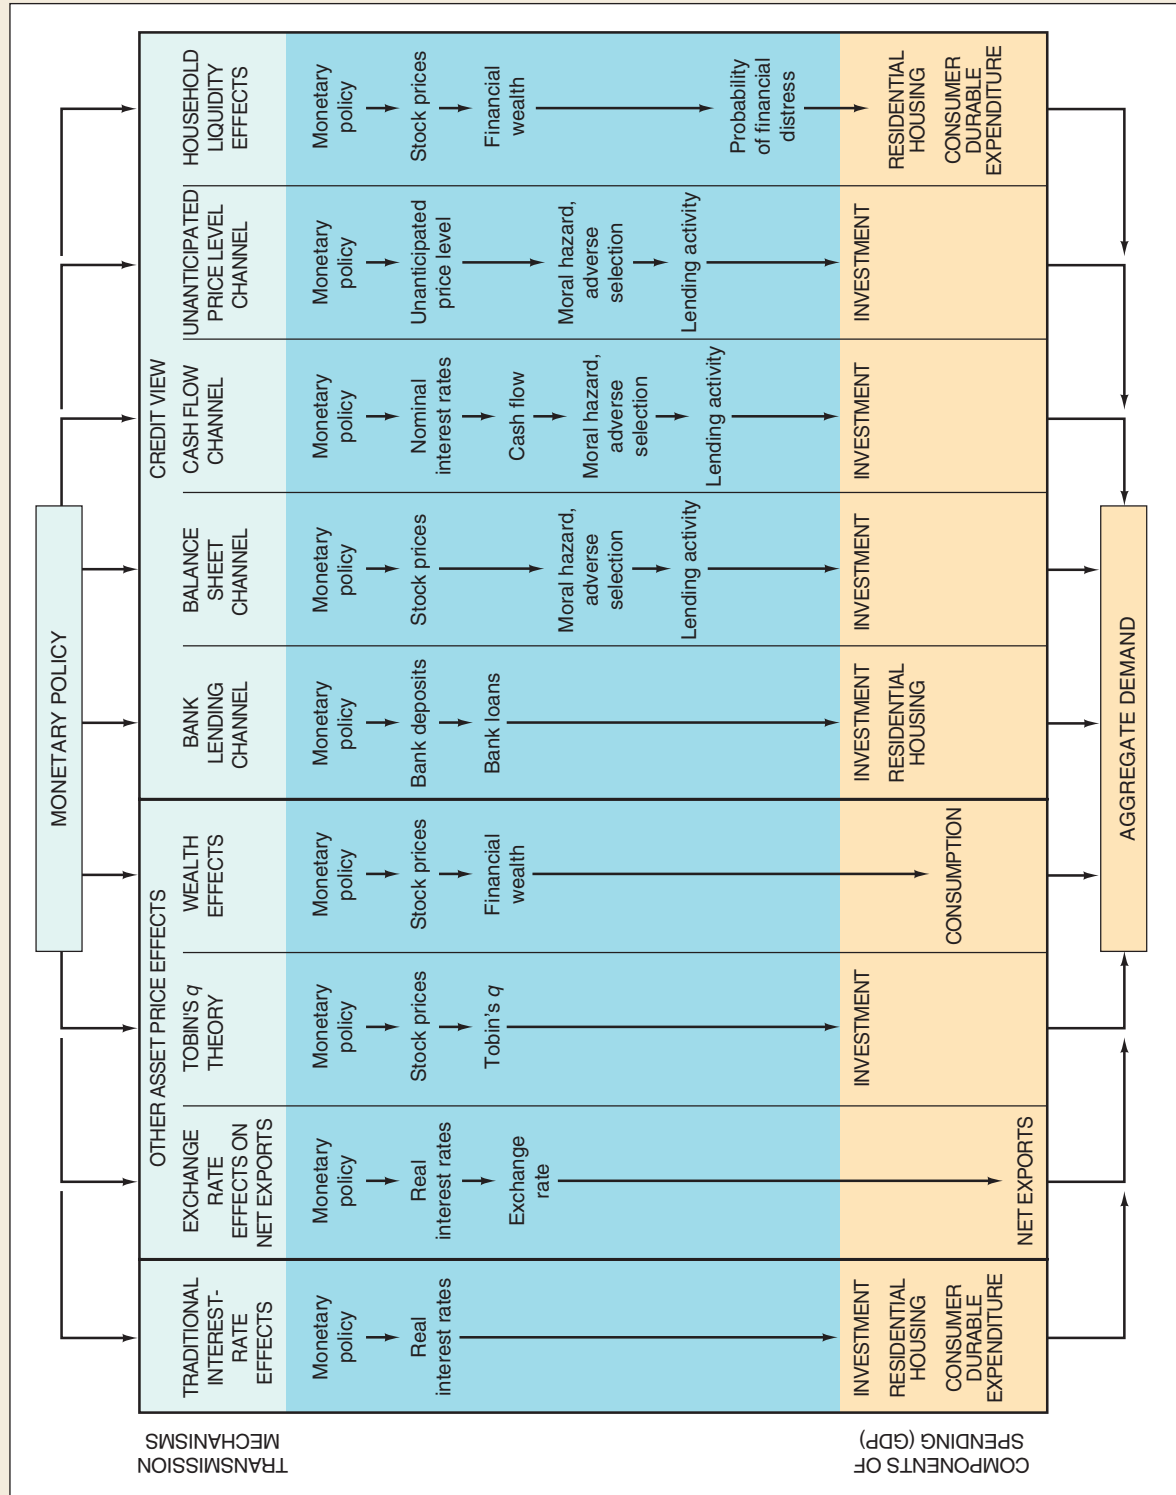 MONETARY POLICY
TRANSMISSION
MECHANISMS
TRADITIONAL
INTEREST-
RATE
EFFECTS
OTHER ASSET PRICE EFFECTS
EXCHANGE
RATE
EFFECTS ON
NET EXPORTS
TOBIN'S q
THEORY
WEALTH
EFFECTS
CREDIT VIEW
BANK
LENDING
CHANNEL
BALANCE
SHEET
CHANNEL
CASH FLOW
CHANNEL
UNANTICIPATED
PRICE LEVEL
CHANNEL
HOUSEHOLD
LIQUIDITY
EFFECTS
Monetary
policy
Real
interest rates
Monetary
policy
Real
interest rates
Exchange
rate
Monetary
policy
Stock prices
Tobin's q
Monetary
policy
Stock prices
Financial
wealth
Monetary
policy
Bank deposits
Bank loans
Monetary
policy
Stock prices
Moral hazard,
adverse
selection
Lending activity
Monetary
policy
Nominal
interest rates
Cash flow
Moral hazard,
adverse
selection
Lending activity
Monetary
policy
Unanticipated
price level
Moral hazard,
adverse
selection
Lending activity
Monetary
policy
Stock prices
Financial
wealth
Probability
of financial
distress
COMPONENTS OF
SPENDING (GDP)
INVESTMENT
RESIDENTIAL
HOUSING
CONSUMER
DURABLE
EXPENDITURE
NET EXPORTS
INVESTMENT
CONSUMPTION
INVESTMENT
RESIDENTIAL
HOUSING
INVESTMENT
INVESTMENT
INVESTMENT
RESIDENTIAL
HOUSING
CONSUMER
DURABLE
EXPENDITURE
AGGREGATE DEMAND